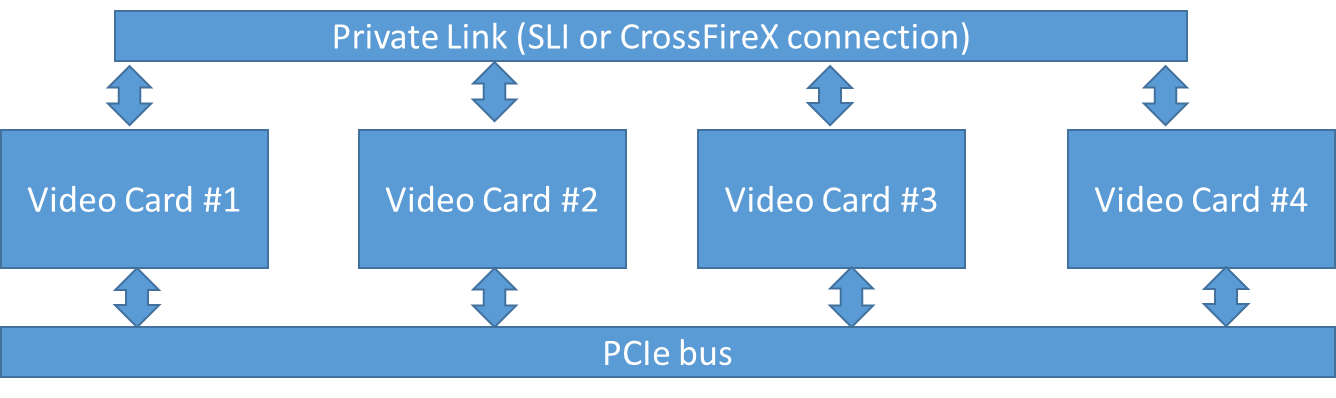 Private Link (SLI or CrossFireX connection)
Video Card #1
Video Card #2
Video Card #3
Video Card #4
PCIe bus